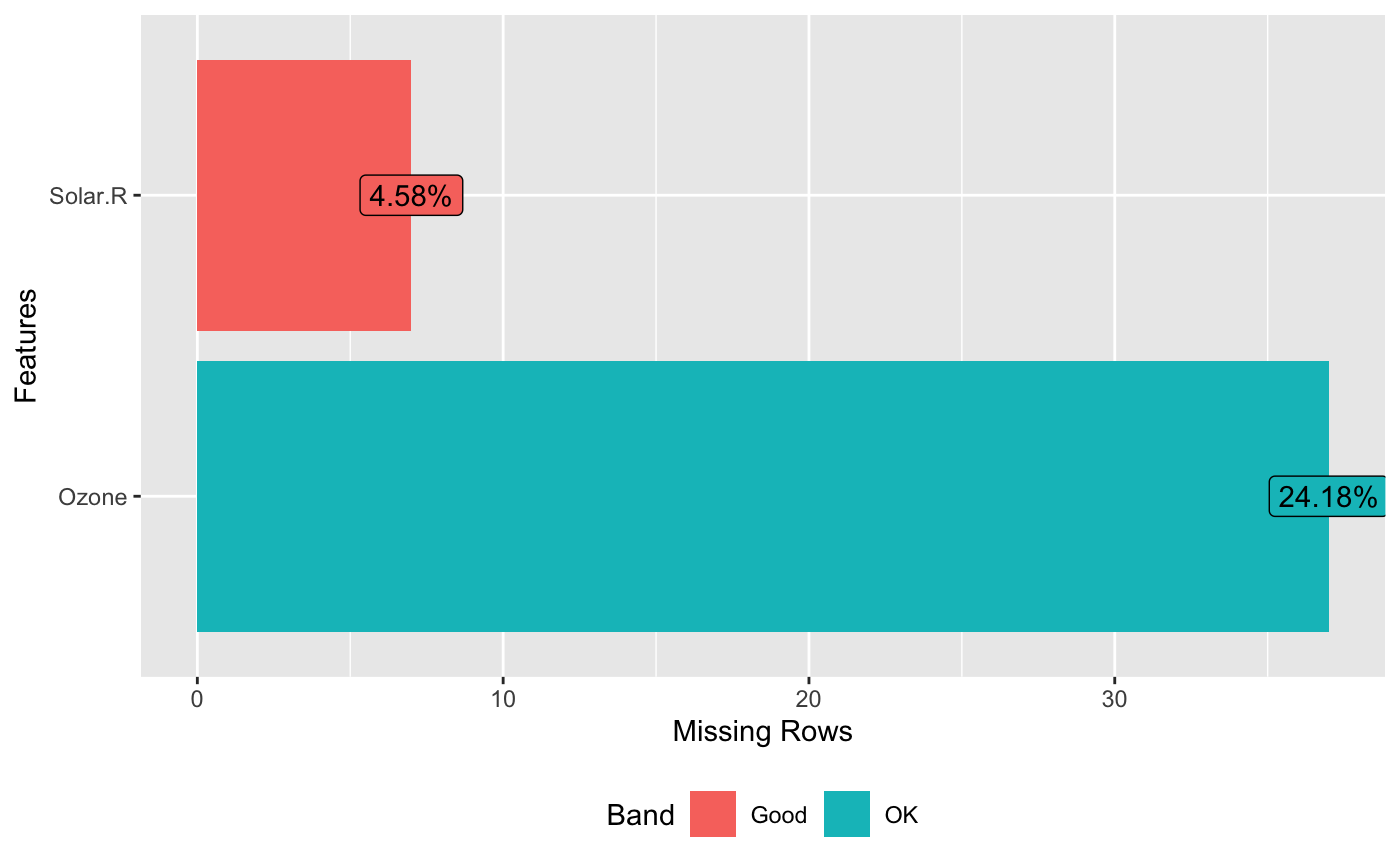 Features
Solar.R
4.58%
Ozone
24.18%
0 10 20 30
Missing Rows
Band Good OK